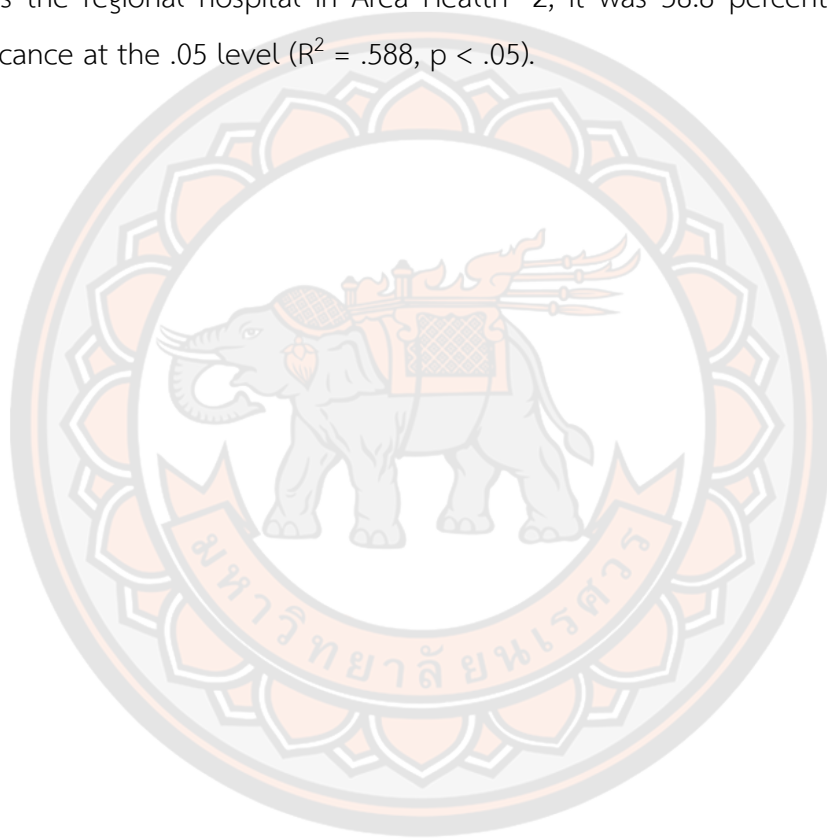 the regional hospital in Area Health 2, it was 58.8 percent
cance at the .05 level (R² = .588, p < .05).
มหาวิทยาลัยนเรศวร